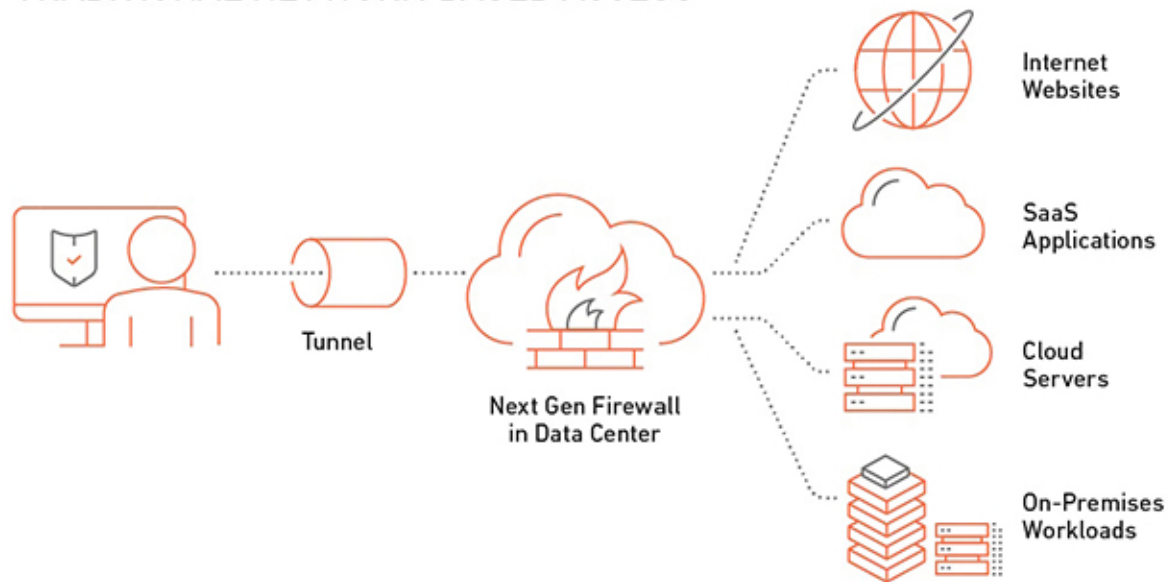 Internet
Websites
SaaS
Applications
Tunnel
Cloud
Servers
Next Gen Firewall
in Data Center
On-Premises
Workloads